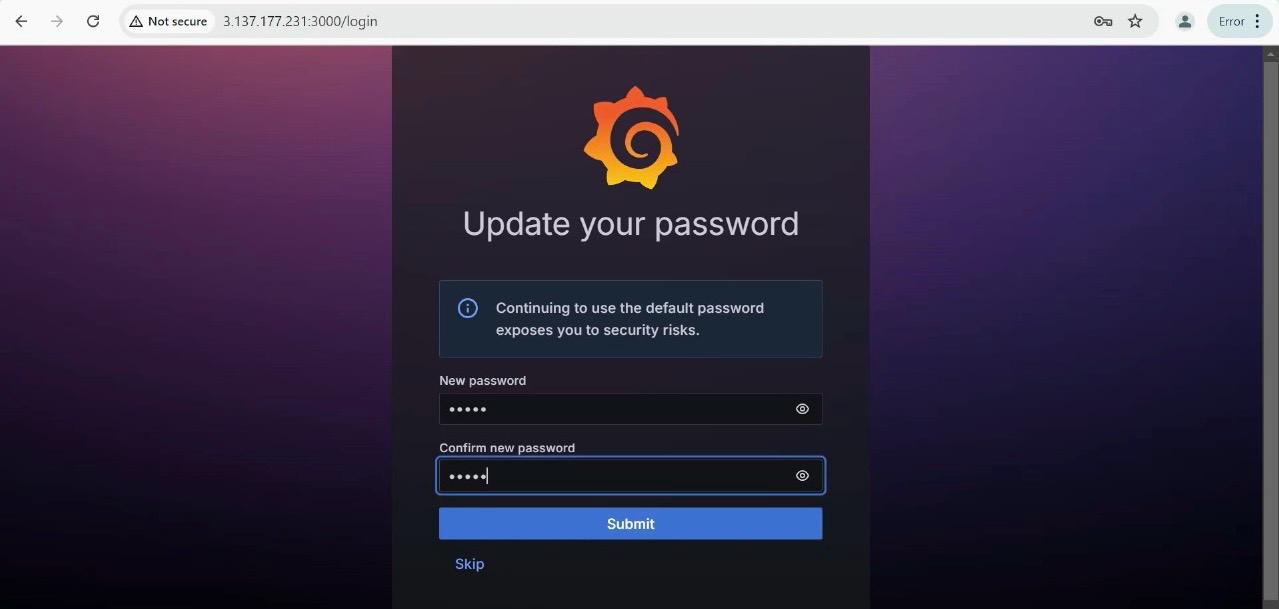 Not secure 3.137.177.231:3000/login Error
Update your password
Continuing to use the default password
exposes you to security risks.
New password
•••••
Confirm new password
•••••
Submit
Skip